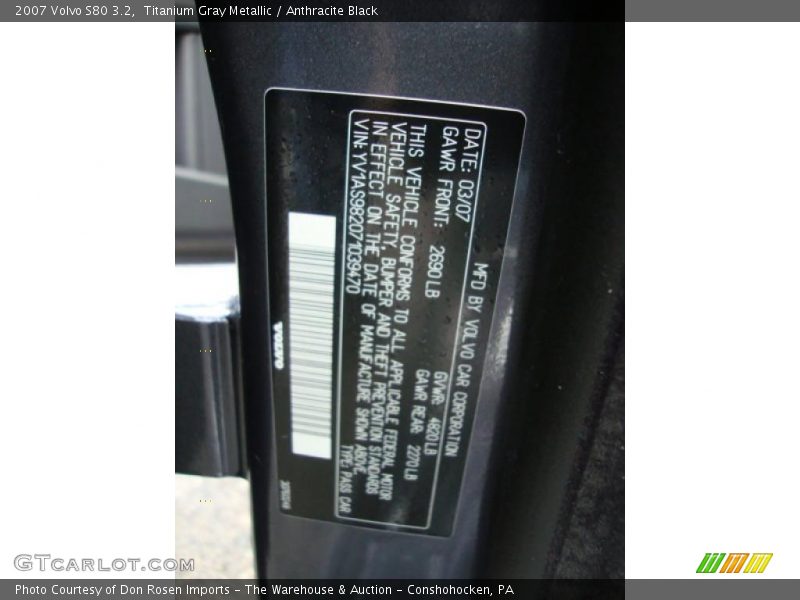 2007 Volvo S80 3.2, Titanium Gray Metallic / Anthracite Black
DATE: 03/07 MFD BY VOLVO CAR CORPORATION
GAWR FRONT: 2690 LB GVWR: 4820 LB
GAWR REAR: 2270 LB
THIS VEHICLE CONFORMS TO ALL APPLICABLE FEDERAL MOTOR
VEHICLE SAFETY, BUMPER AND THEFT PREVENTION STANDARDS
IN EFFECT ON THE DATE OF MANUFACTURE SHOWN ABOVE.
VIN: YV1AS982071039470 TYPE: PASS CAR
VOLVO
GTCARLOT.COM
Photo Courtesy of Don Rosen Imports - The Warehouse & Auction - Conshohocken, PA